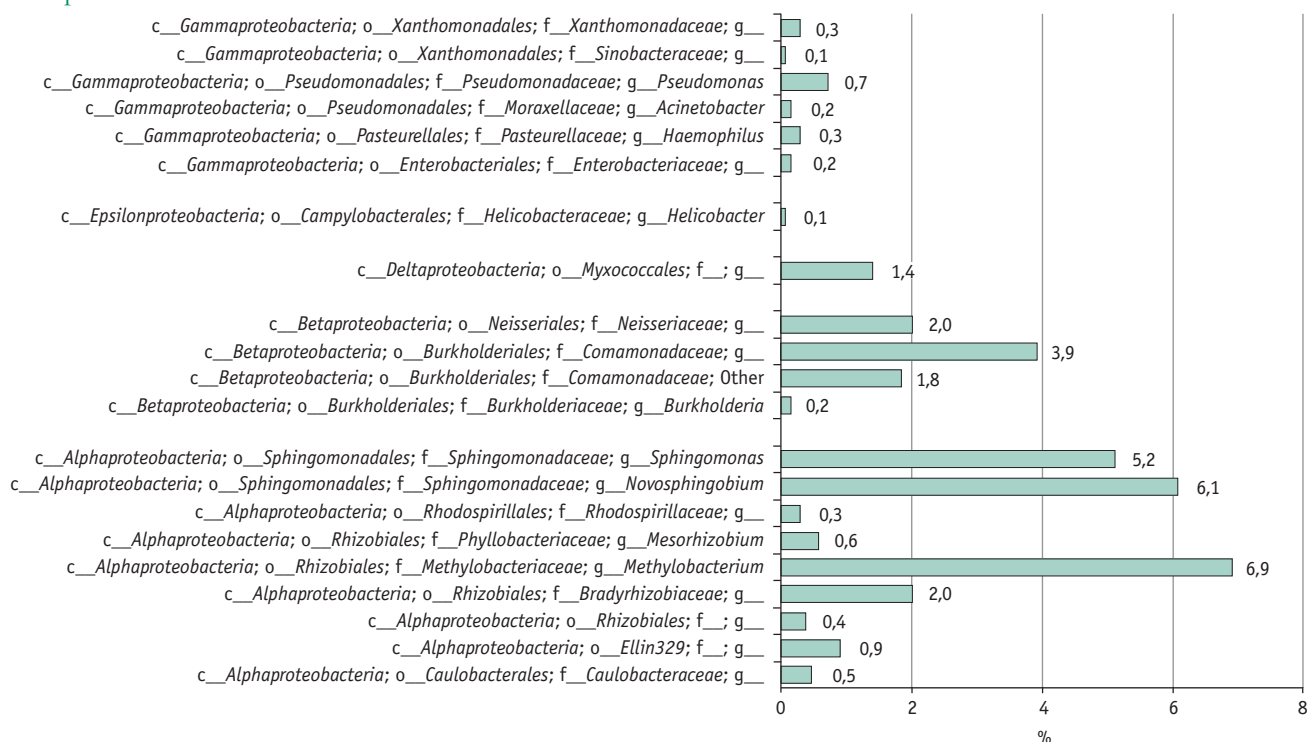 c__Gammaproteobacteria; o__Xanthomonadales; f__Xanthomonadaceae; g__ 0,3
c__Gammaproteobacteria; o__Xanthomonadales; f__Sinobacteraceae; g__ 0,1
c__Gammaproteobacteria; o__Pseudomonadales; f__Pseudomonadaceae; g__Pseudomonas 0,7
c__Gammaproteobacteria; o__Pseudomonadales; f__Moraxellaceae; g__Acinetobacter 0,2
c__Gammaproteobacteria; o__Pasteurellales; f__Pasteurellaceae; g__Haemophilus 0,3
c__Gammaproteobacteria; o__Enterobacteriales; f__Enterobacteriaceae; g__ 0,2
c__Epsilonproteobacteria; o__Campylobacterales; f__Helicobacteraceae; g__Helicobacter 0,1
c__Deltaproteobacteria; o__Myxococcales; f__; g__ 1,4
c__Betaproteobacteria; o__Neisseriales; f__Neisseriaceae; g__ 2,0
c__Betaproteobacteria; o__Burkholderiales; f__Comamonadaceae; g__ 3,9
c__Betaproteobacteria; o__Burkholderiales; f__Comamonadaceae; Other 1,8
c__Betaproteobacteria; o__Burkholderiales; f__Burkholderiaceae; g__Burkholderia 0,2
c__Alphaproteobacteria; o__Sphingomonadales; f__Sphingomonadaceae; g__Sphingomonas 5,2
c__Alphaproteobacteria; o__Sphingomonadales; f__Sphingomonadaceae; g__Novosphingobium 6,1
c__Alphaproteobacteria; o__Rhodospirillales; f__Rhodospirillaceae; g__ 0,3
c__Alphaproteobacteria; o__Rhizobiales; f__Phyllobacteriaceae; g__Mesorhizobium 0,6
c__Alphaproteobacteria; o__Rhizobiales; f__Methylobacteriaceae; g__Methylobacterium 6,9
c__Alphaproteobacteria; o__Rhizobiales; f__Bradyrhizobiaceae; g__ 2,0
c__Alphaproteobacteria; o__Rhizobiales; f__; g__ 0,4
c__Alphaproteobacteria; o__Ellin329; f__; g__ 0,9
c__Alphaproteobacteria; o__Caulobacterales; f__Caulobacteraceae; g__ 0,5
0 2 4 6 8
%